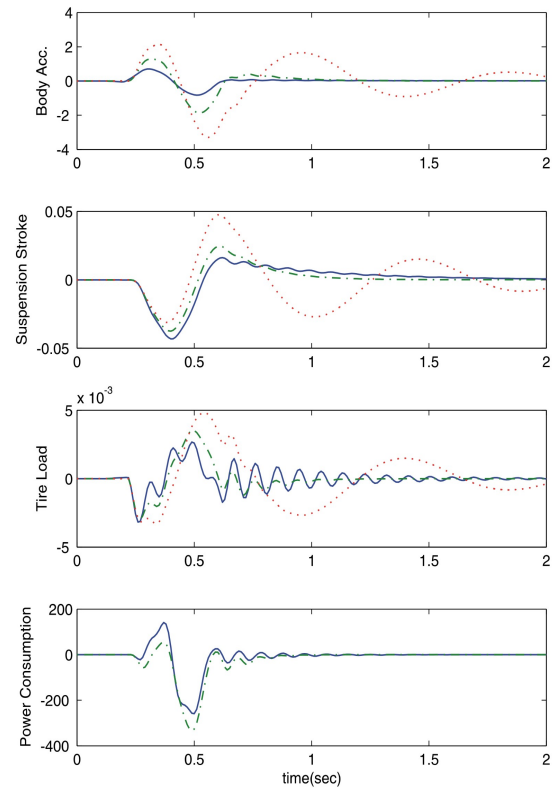 4
2
0
-2
-4
Body Acc.
0 0.5 1 1.5 2
0.05
0
-0.05
Suspension Stroke
0 0.5 1 1.5 2
x 10⁻³
5
0
-5
Tire Load
0 0.5 1 1.5 2
200
0
-200
-400
Power Consumption
0 0.5 1 1.5 2
time(sec)